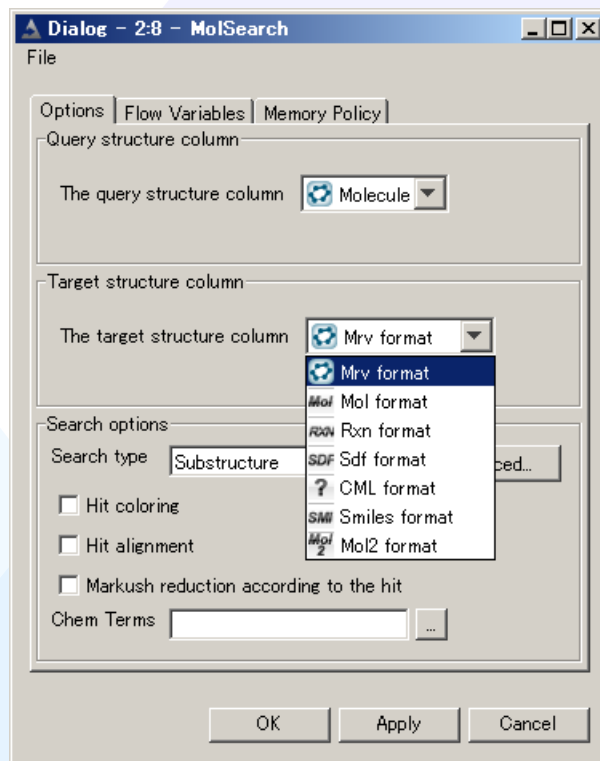 Dialog - 2:8 - MolSearch
File
Options Flow Variables Memory Policy
Query structure column
The query structure column Molecule
Target structure column
The target structure column Mrv format
Mrv format
Mol Mol format
RXN Rxn format
SDF Sdf format
? CML format
SMI Smiles format
Mol2 Mol2 format
Search options
Search type Substructure ced...
Hit coloring
Hit alignment
Markush reduction according to the hit
Chem Terms ...
OK Apply Cancel